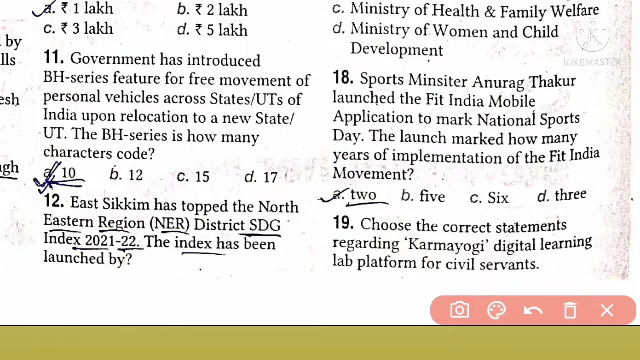 a. ₹ 1 lakh b. ₹ 2 lakh
c. ₹ 3 lakh d. ₹ 5 lakh
11. Government has introduced
BH-series feature for free movement of
personal vehicles across States/UTs of
India upon relocation to a new State/
UT. The BH-series is how many
characters code?
a. 10 b. 12 c. 15 d. 17
12. East Sikkim has topped the North
Eastern Region (NER) District SDG
Index 2021-22. The index has been
launched by?
by
lls
esh
gh
c. Ministry of Health & Family Welfare
d. Ministry of Women and Child
Development
18. Sports Minsiter Anurag Thakur
launched the Fit India Mobile
Application to mark National Sports
Day. The launch marked how many
years of implementation of the Fit India
Movement?
a. two b. five c. Six d. three
19. Choose the correct statements
regarding ‘Karmayogi’ digital learning
lab platform for civil servants.
KINEMASTER